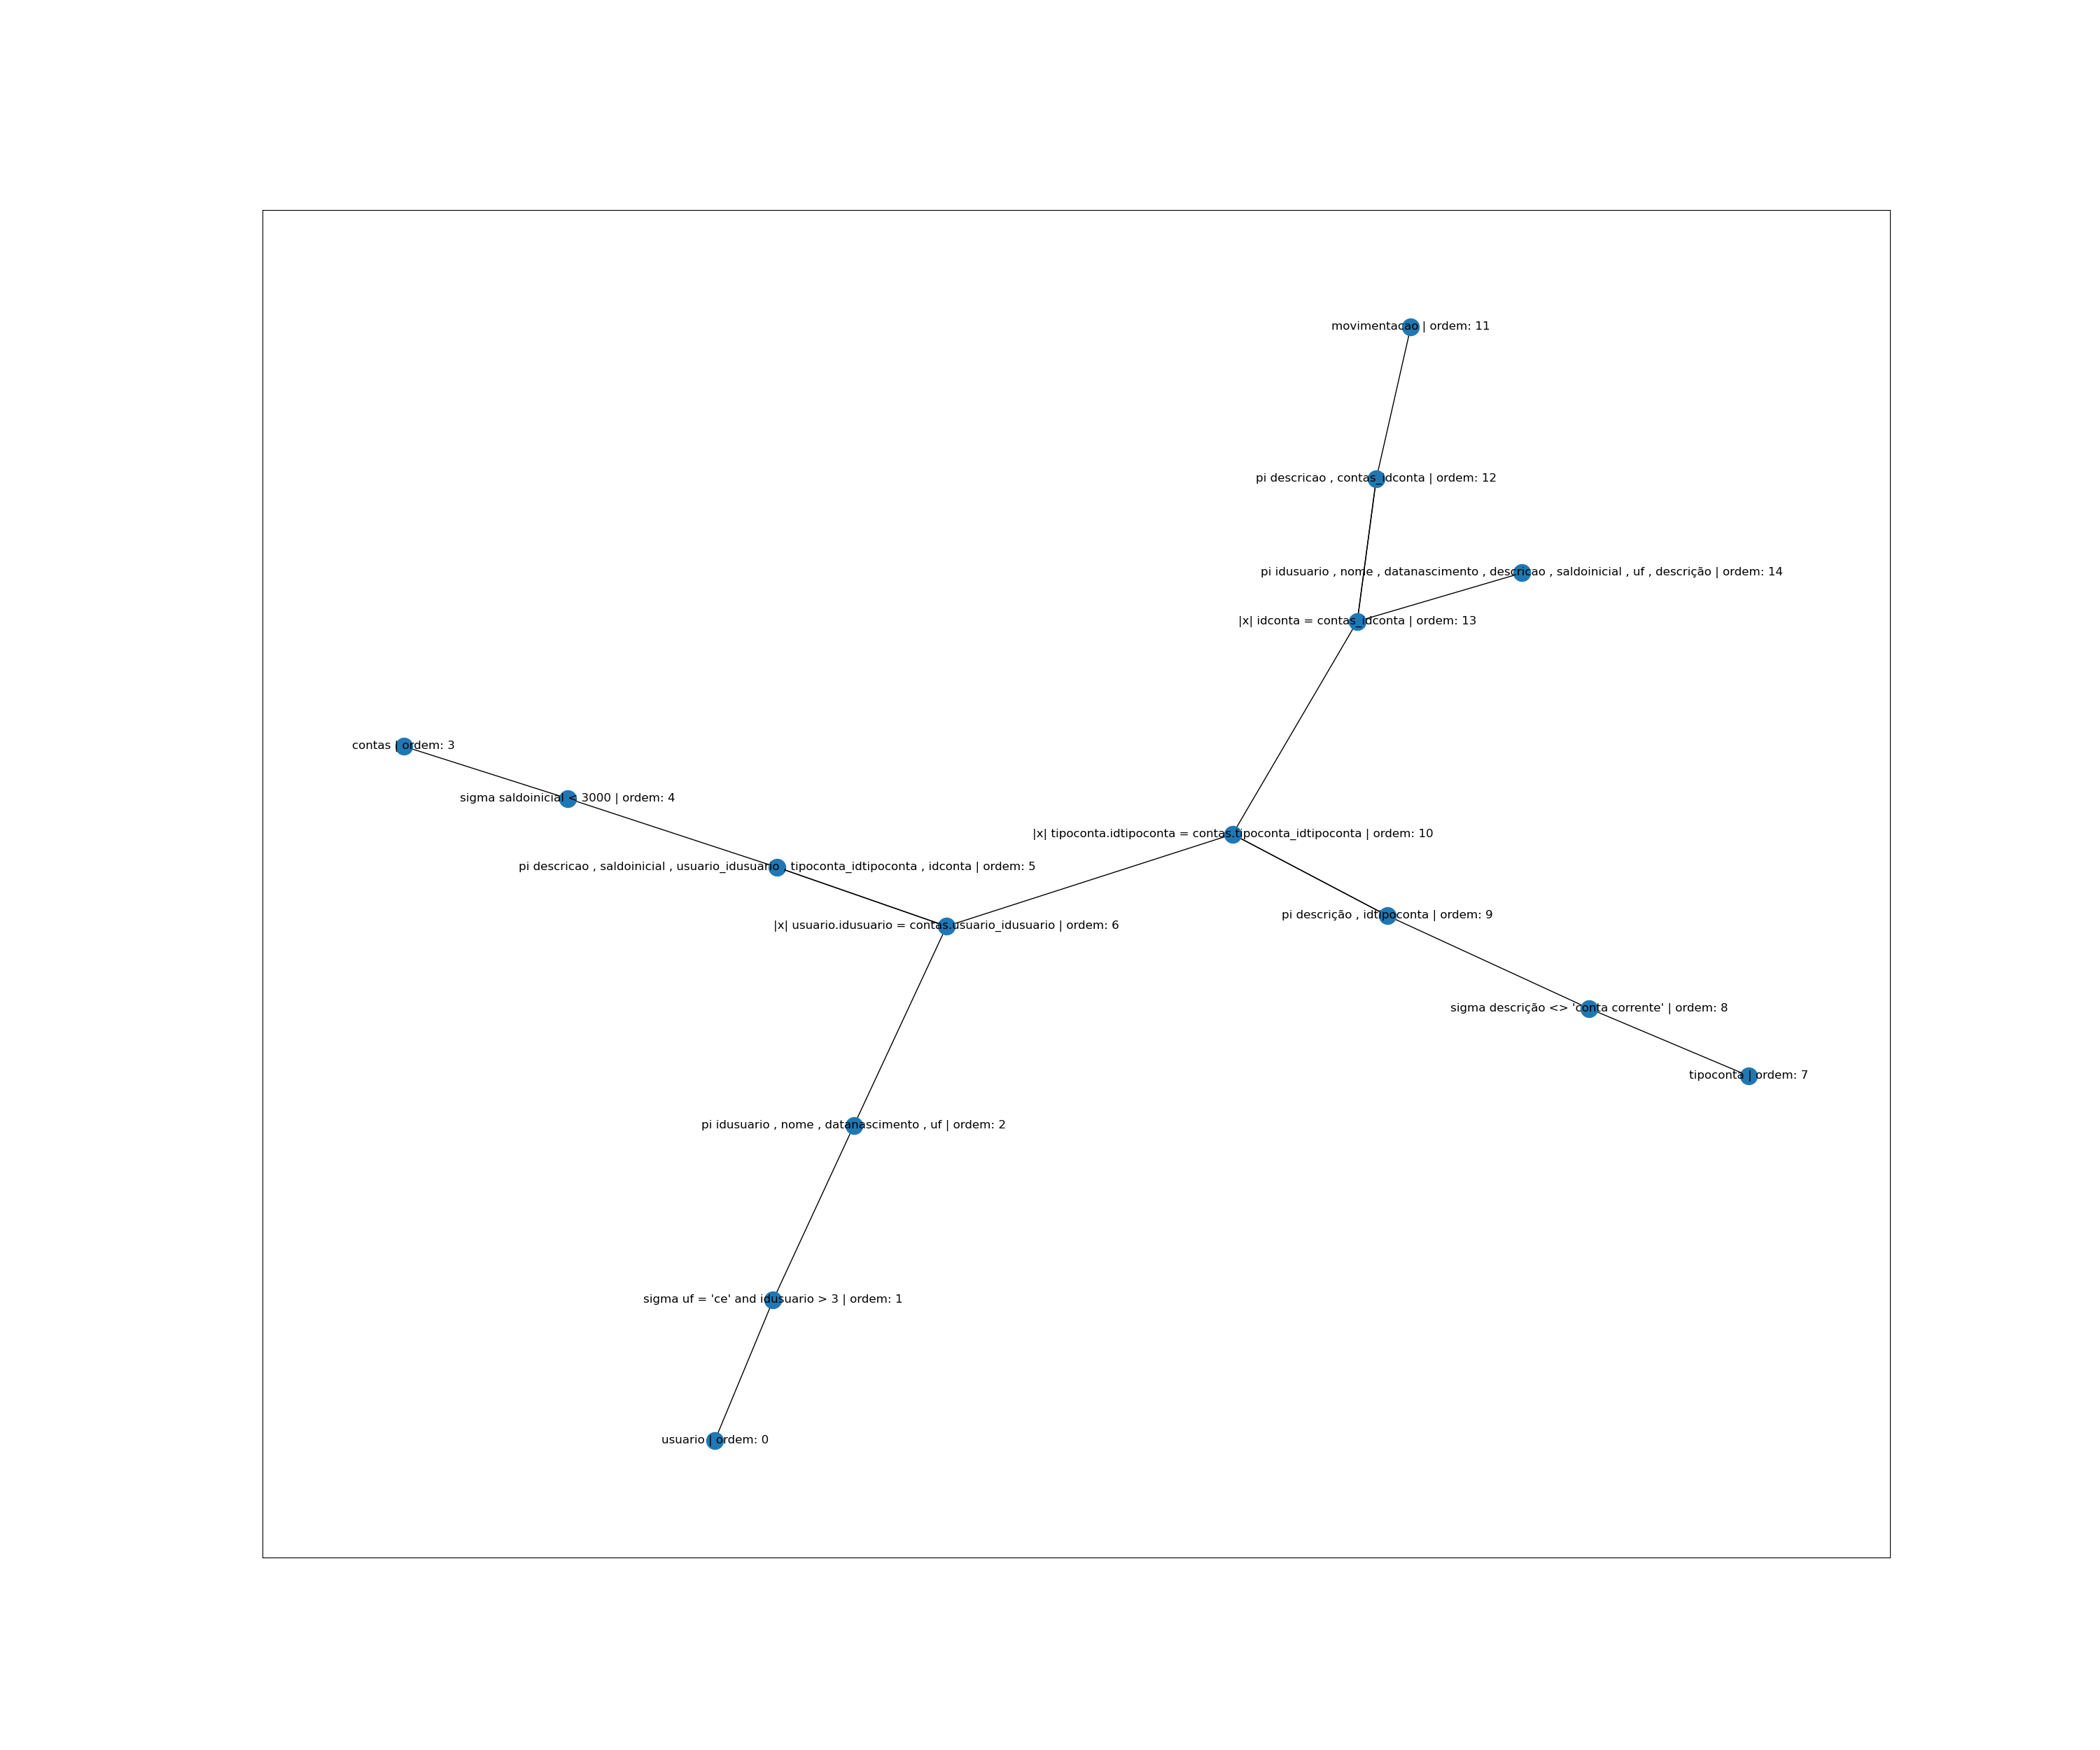 movimentacao | ordem: 11
pi descricao , contas_idconta | ordem: 12
pi idusuario , nome , datanascimento , descricao , saldoinicial , uf , descrição | ordem: 14
|x| idconta = contas_idconta | ordem: 13
contas | ordem: 3
sigma saldoinicial < 3000 | ordem: 4
|x| tipoconta.idtipoconta = contas.tipoconta_idtipoconta | ordem: 10
pi descricao , saldoinicial , usuario_idusuario , tipoconta_idtipoconta , idconta | ordem: 5
pi descrição , idtipoconta | ordem: 9
|x| usuario.idusuario = contas.usuario_idusuario | ordem: 6
sigma descrição <> 'conta corrente' | ordem: 8
tipoconta | ordem: 7
pi idusuario , nome , datanascimento , uf | ordem: 2
sigma uf = 'ce' and idusuario > 3 | ordem: 1
usuario | ordem: 0